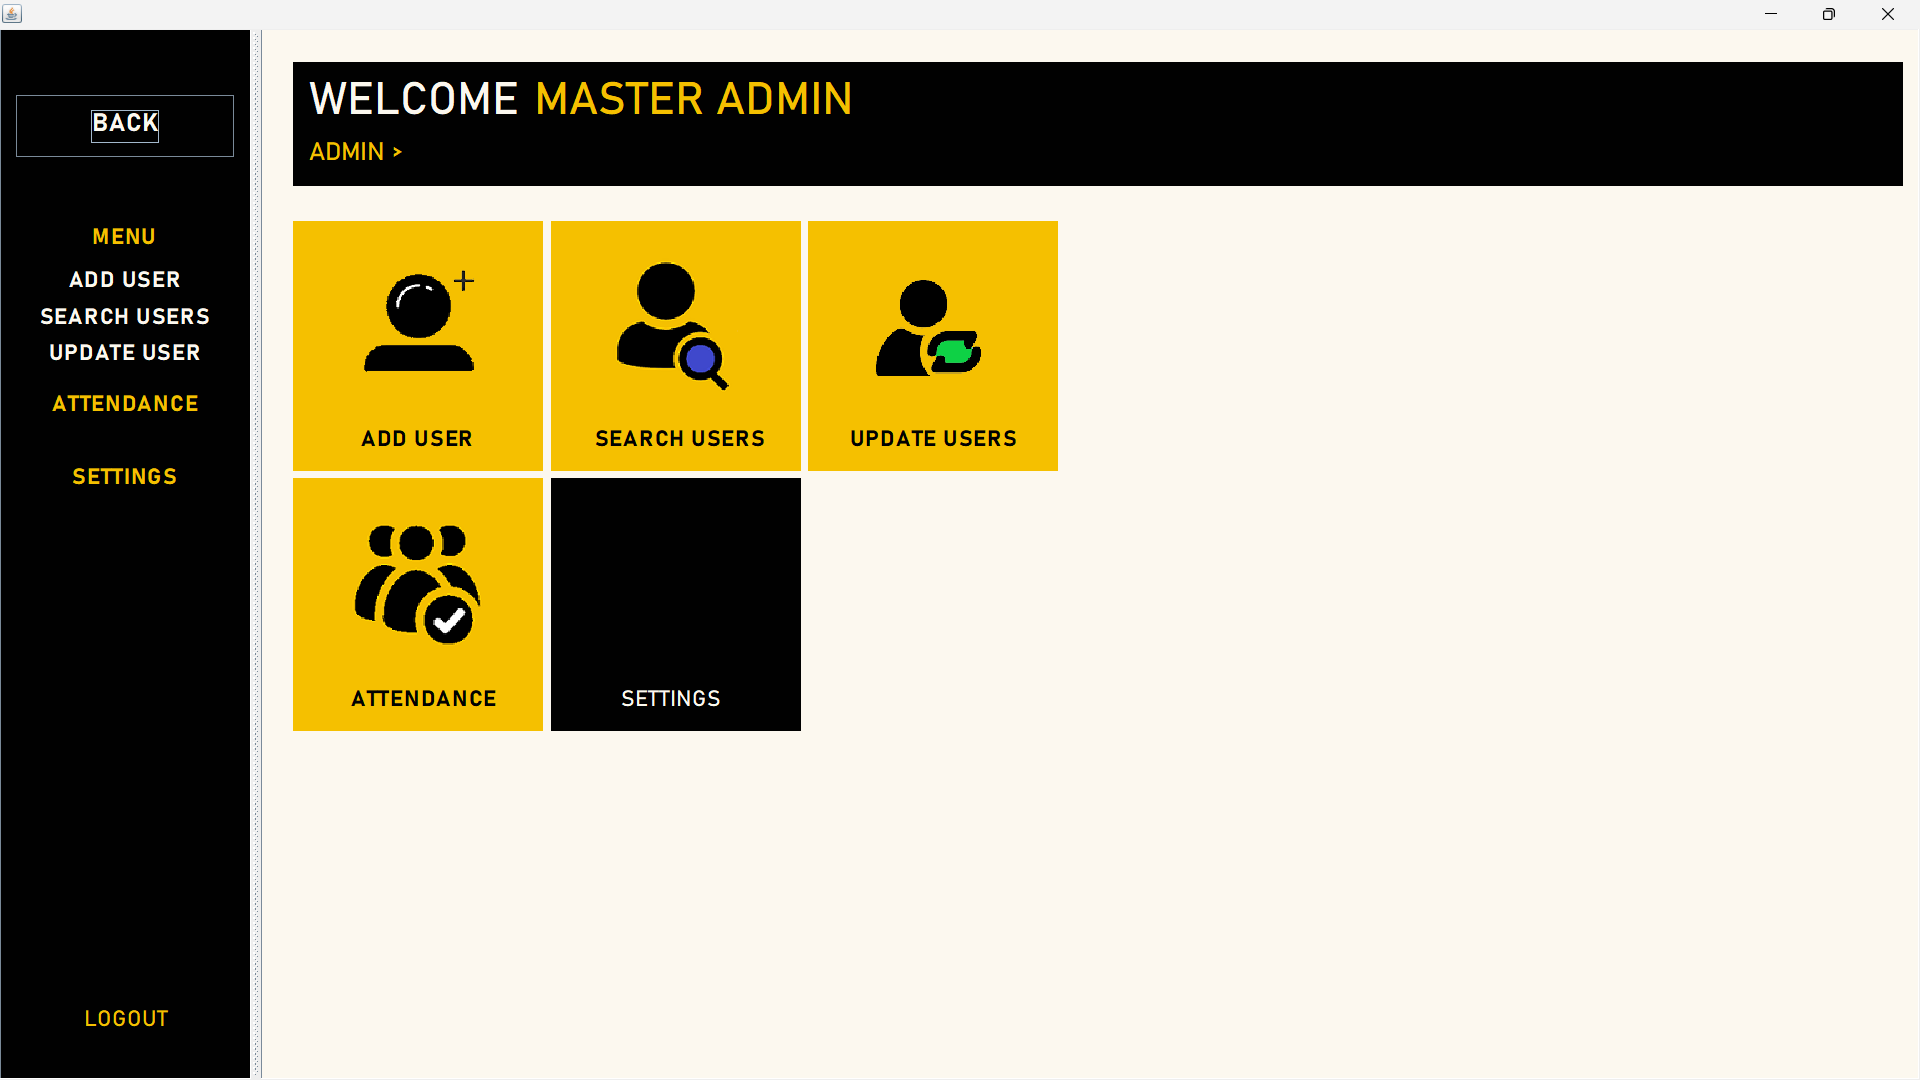 BACK
MENU
ADD USER
SEARCH USERS
UPDATE USER
ATTENDANCE
SETTINGS
LOGOUT
WELCOME MASTER ADMIN
ADMIN >
ADD USER
SEARCH USERS
UPDATE USERS
ATTENDANCE
SETTINGS